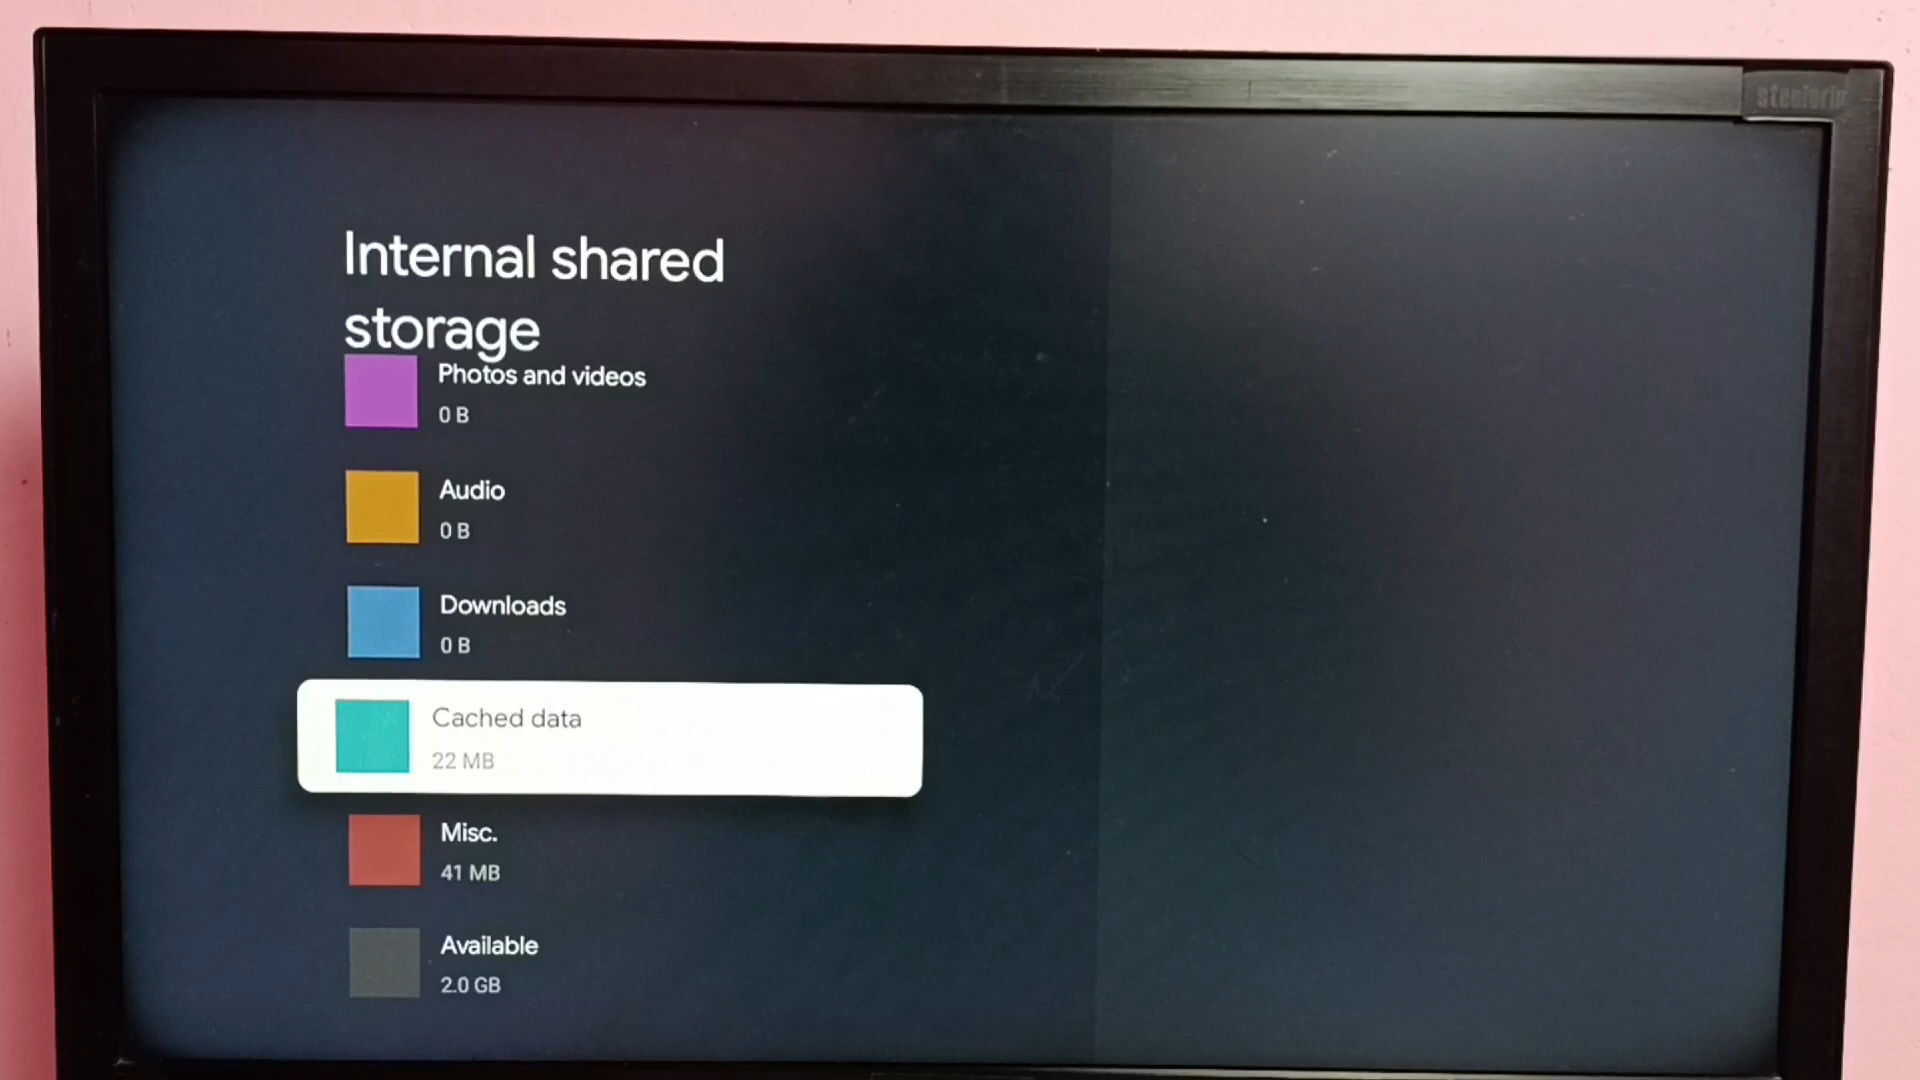 Internal shared
storage
Photos and videos
0 B
Audio
0 B
Downloads
0 B
Cached data
22 MB
Misc.
41 MB
Available
2.0 GB